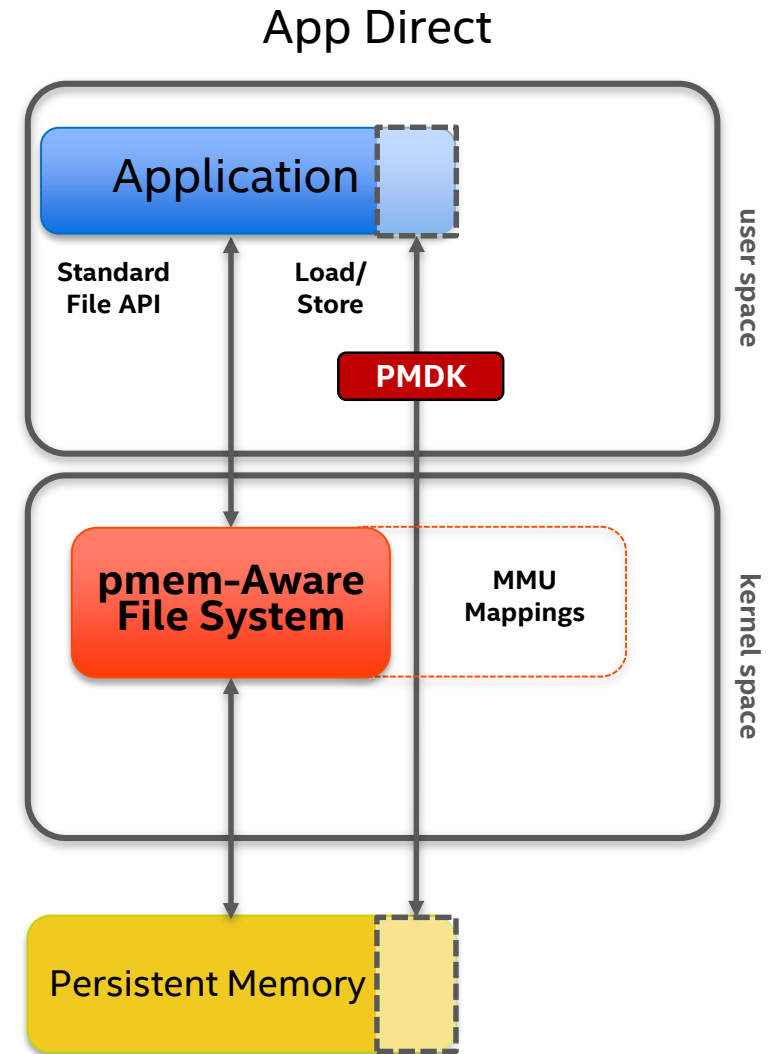 App Direct
Application
Standard
File API
Load/
Store
PMDK
user space
pmem-Aware
File System
MMU
Mappings
kernel space
Persistent Memory